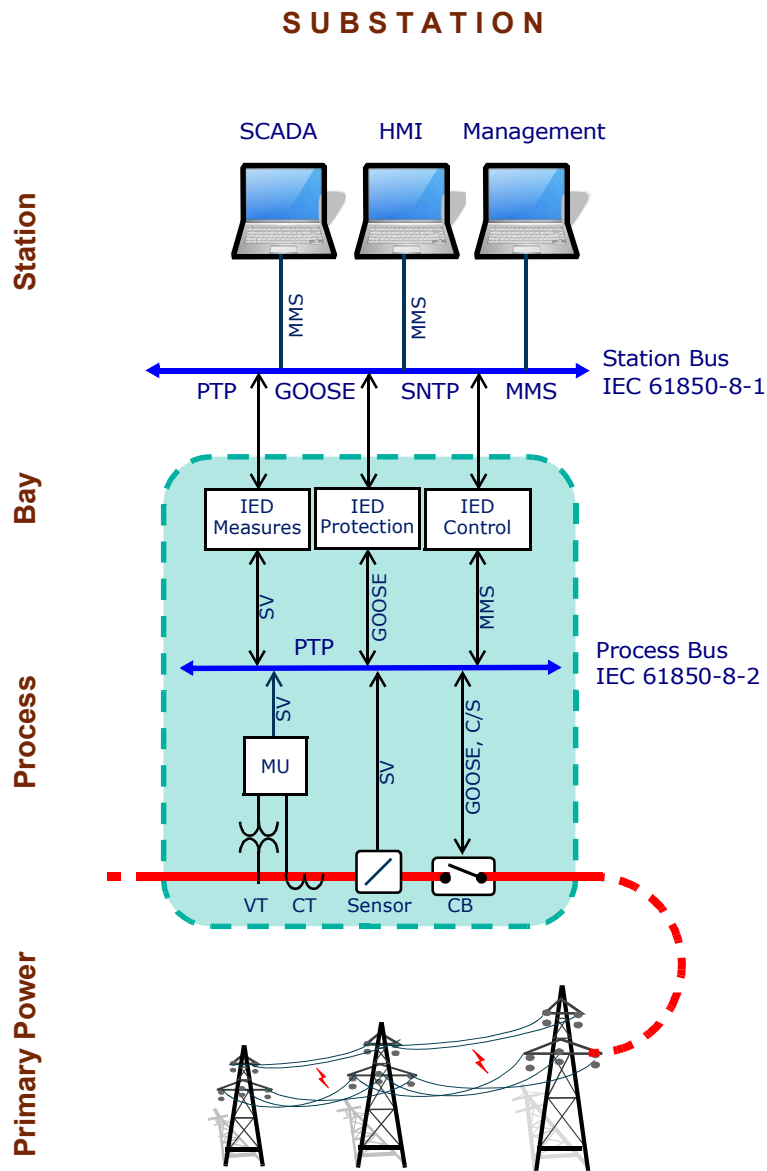 S U B S T A T I O N
SCADA
HMI
Management
Station
MMS
MMS
Station Bus
IEC 61850-8-1
PTP
GOOSE
SNTP
MMS
Bay
IED
Measures
IED
Protection
IED
Control
SV
GOOSE
MMS
PTP
Process Bus
IEC 61850-8-2
Process
SV
MU
SV
GOOSE, C/S
VT
CT
Sensor
CB
Primary Power